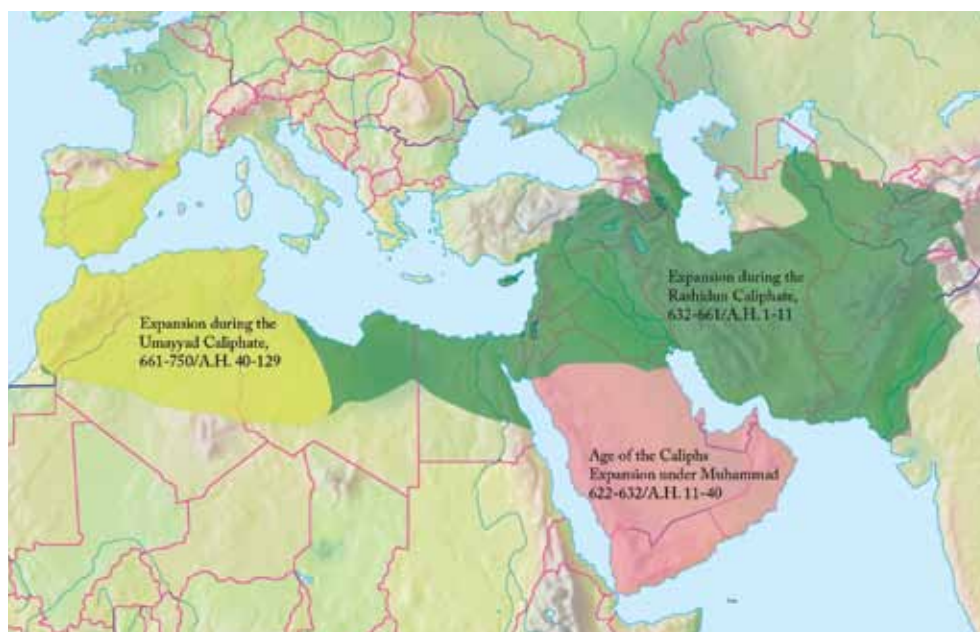 Expansion during the
Rashidun Caliphate,
632-661/A.H. 1-11
Expansion during the
Umayyad Caliphate,
661-750/A.H. 40-129
Age of the Caliphs
Expansion under Muhammad
622-632/A.H. 11-40